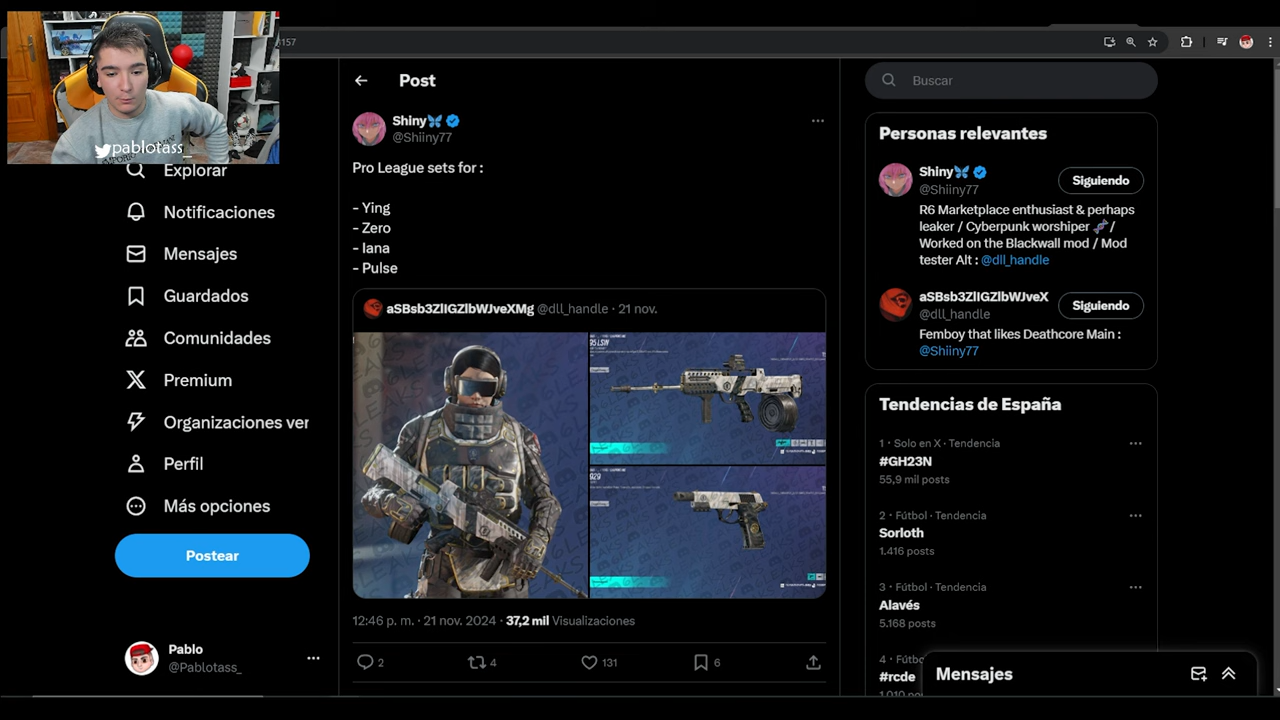 3157
pablotass_
Explorar
Notificaciones
Mensajes
Guardados
Comunidades
Premium
Organizaciones ver
Perfil
Más opciones
Postear
Pablo
@Pablotass_
Post
Shiny
@Shiiny77
Pro League sets for :
- Ying
- Zero
- Iana
- Pulse
aSBsb3ZlIGZlbWJveXMg @dll_handle · 21 nov.
12:46 p. m. · 21 nov. 2024 · 37,2 mil Visualizaciones
2
4
131
6
Buscar
Personas relevantes
Shiny
@Shiiny77
Siguiendo
R6 Marketplace enthusiast & perhaps
leaker / Cyberpunk worshiper /
Worked on the Blackwall mod / Mod
tester Alt : @dll_handle
aSBsb3ZlIGZlbWJveX
@dll_handle
Siguiendo
Femboy that likes Deathcore Main :
@Shiiny77
Tendencias de España
1 · Solo en X · Tendencia
#GH23N
55,9 mil posts
2 · Fútbol · Tendencia
Sorloth
1.416 posts
3 · Fútbol · Tendencia
Alavés
5.168 posts
4 · Fútbo
#rcde
Mensajes